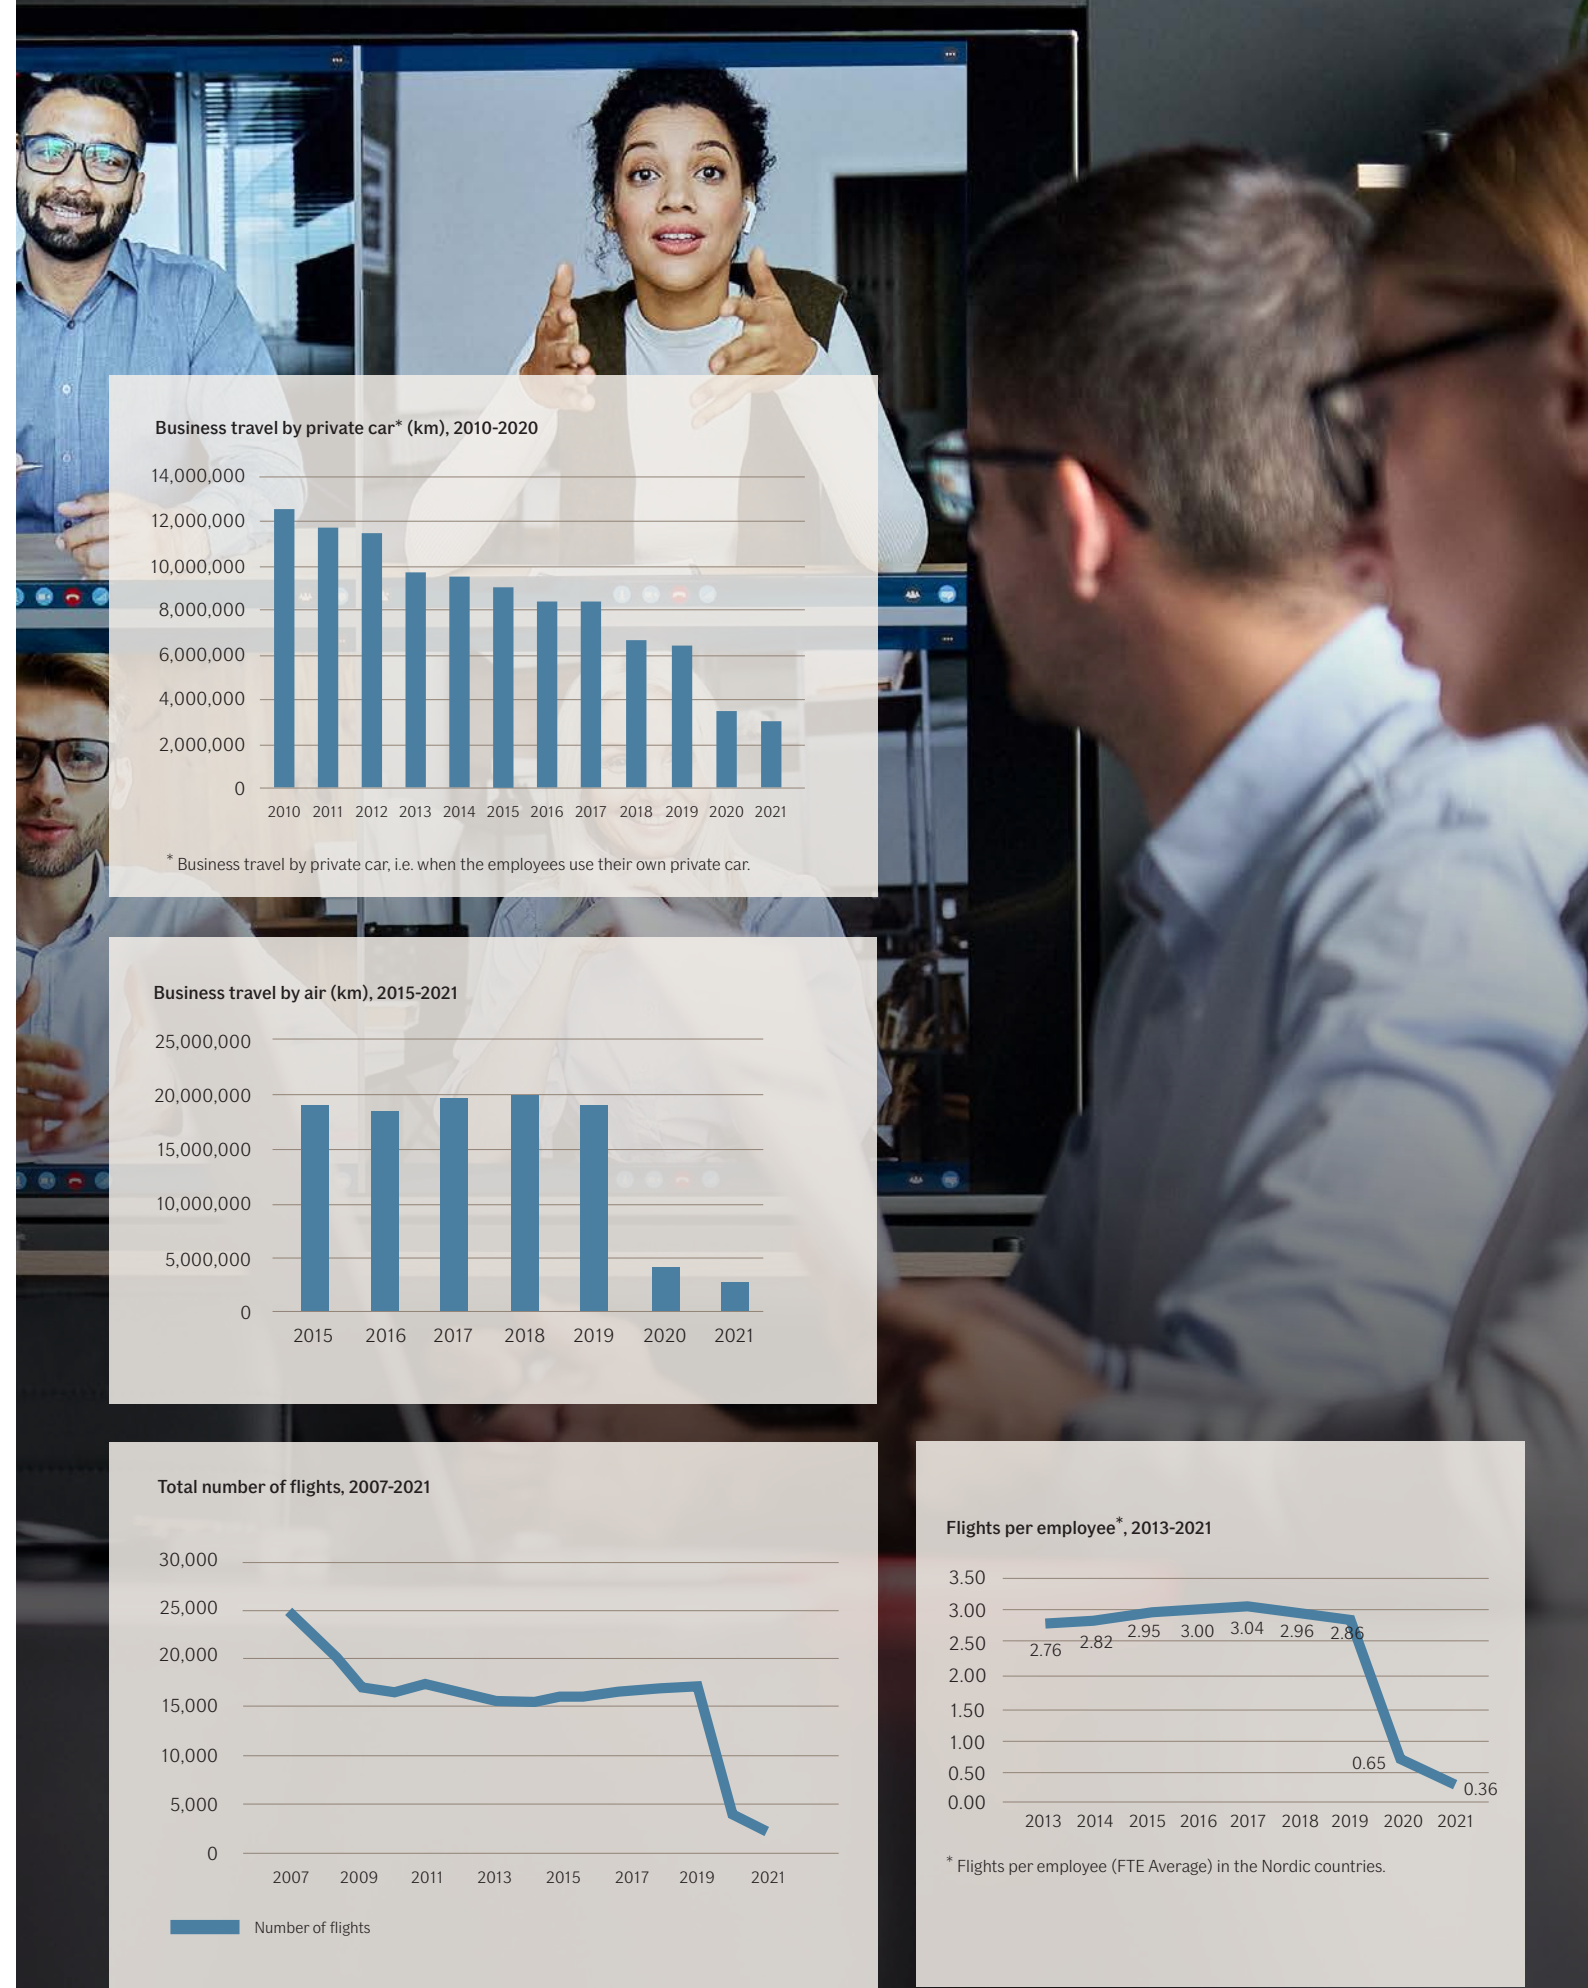 Business travel by private car* (km), 2010-2020
14,000,000
12,000,000
10,000,000
8,000,000
6,000,000
4,000,000
2,000,000
0
2010 2011 2012 2013 2014 2015 2016 2017 2018 2019 2020 2021
* Business travel by private car, i.e. when the employees use their own private car.
Business travel by air (km), 2015-2021
25,000,000
20,000,000
15,000,000
10,000,000
5,000,000
0
2015 2016 2017 2018 2019 2020 2021
Total number of flights, 2007-2021
30,000
25,000
20,000
15,000
10,000
5,000
0
2007 2009 2011 2013 2015 2017 2019 2021
Number of flights
Flights per employee*, 2013-2021
3.50
3.00
2.50
2.00
1.50
1.00
0.50
0.00
2.76 2.82 2.95 3.00 3.04 2.96 2.86
0.65
0.36
2013 2014 2015 2016 2017 2018 2019 2020 2021
* Flights per employee (FTE Average) in the Nordic countries.